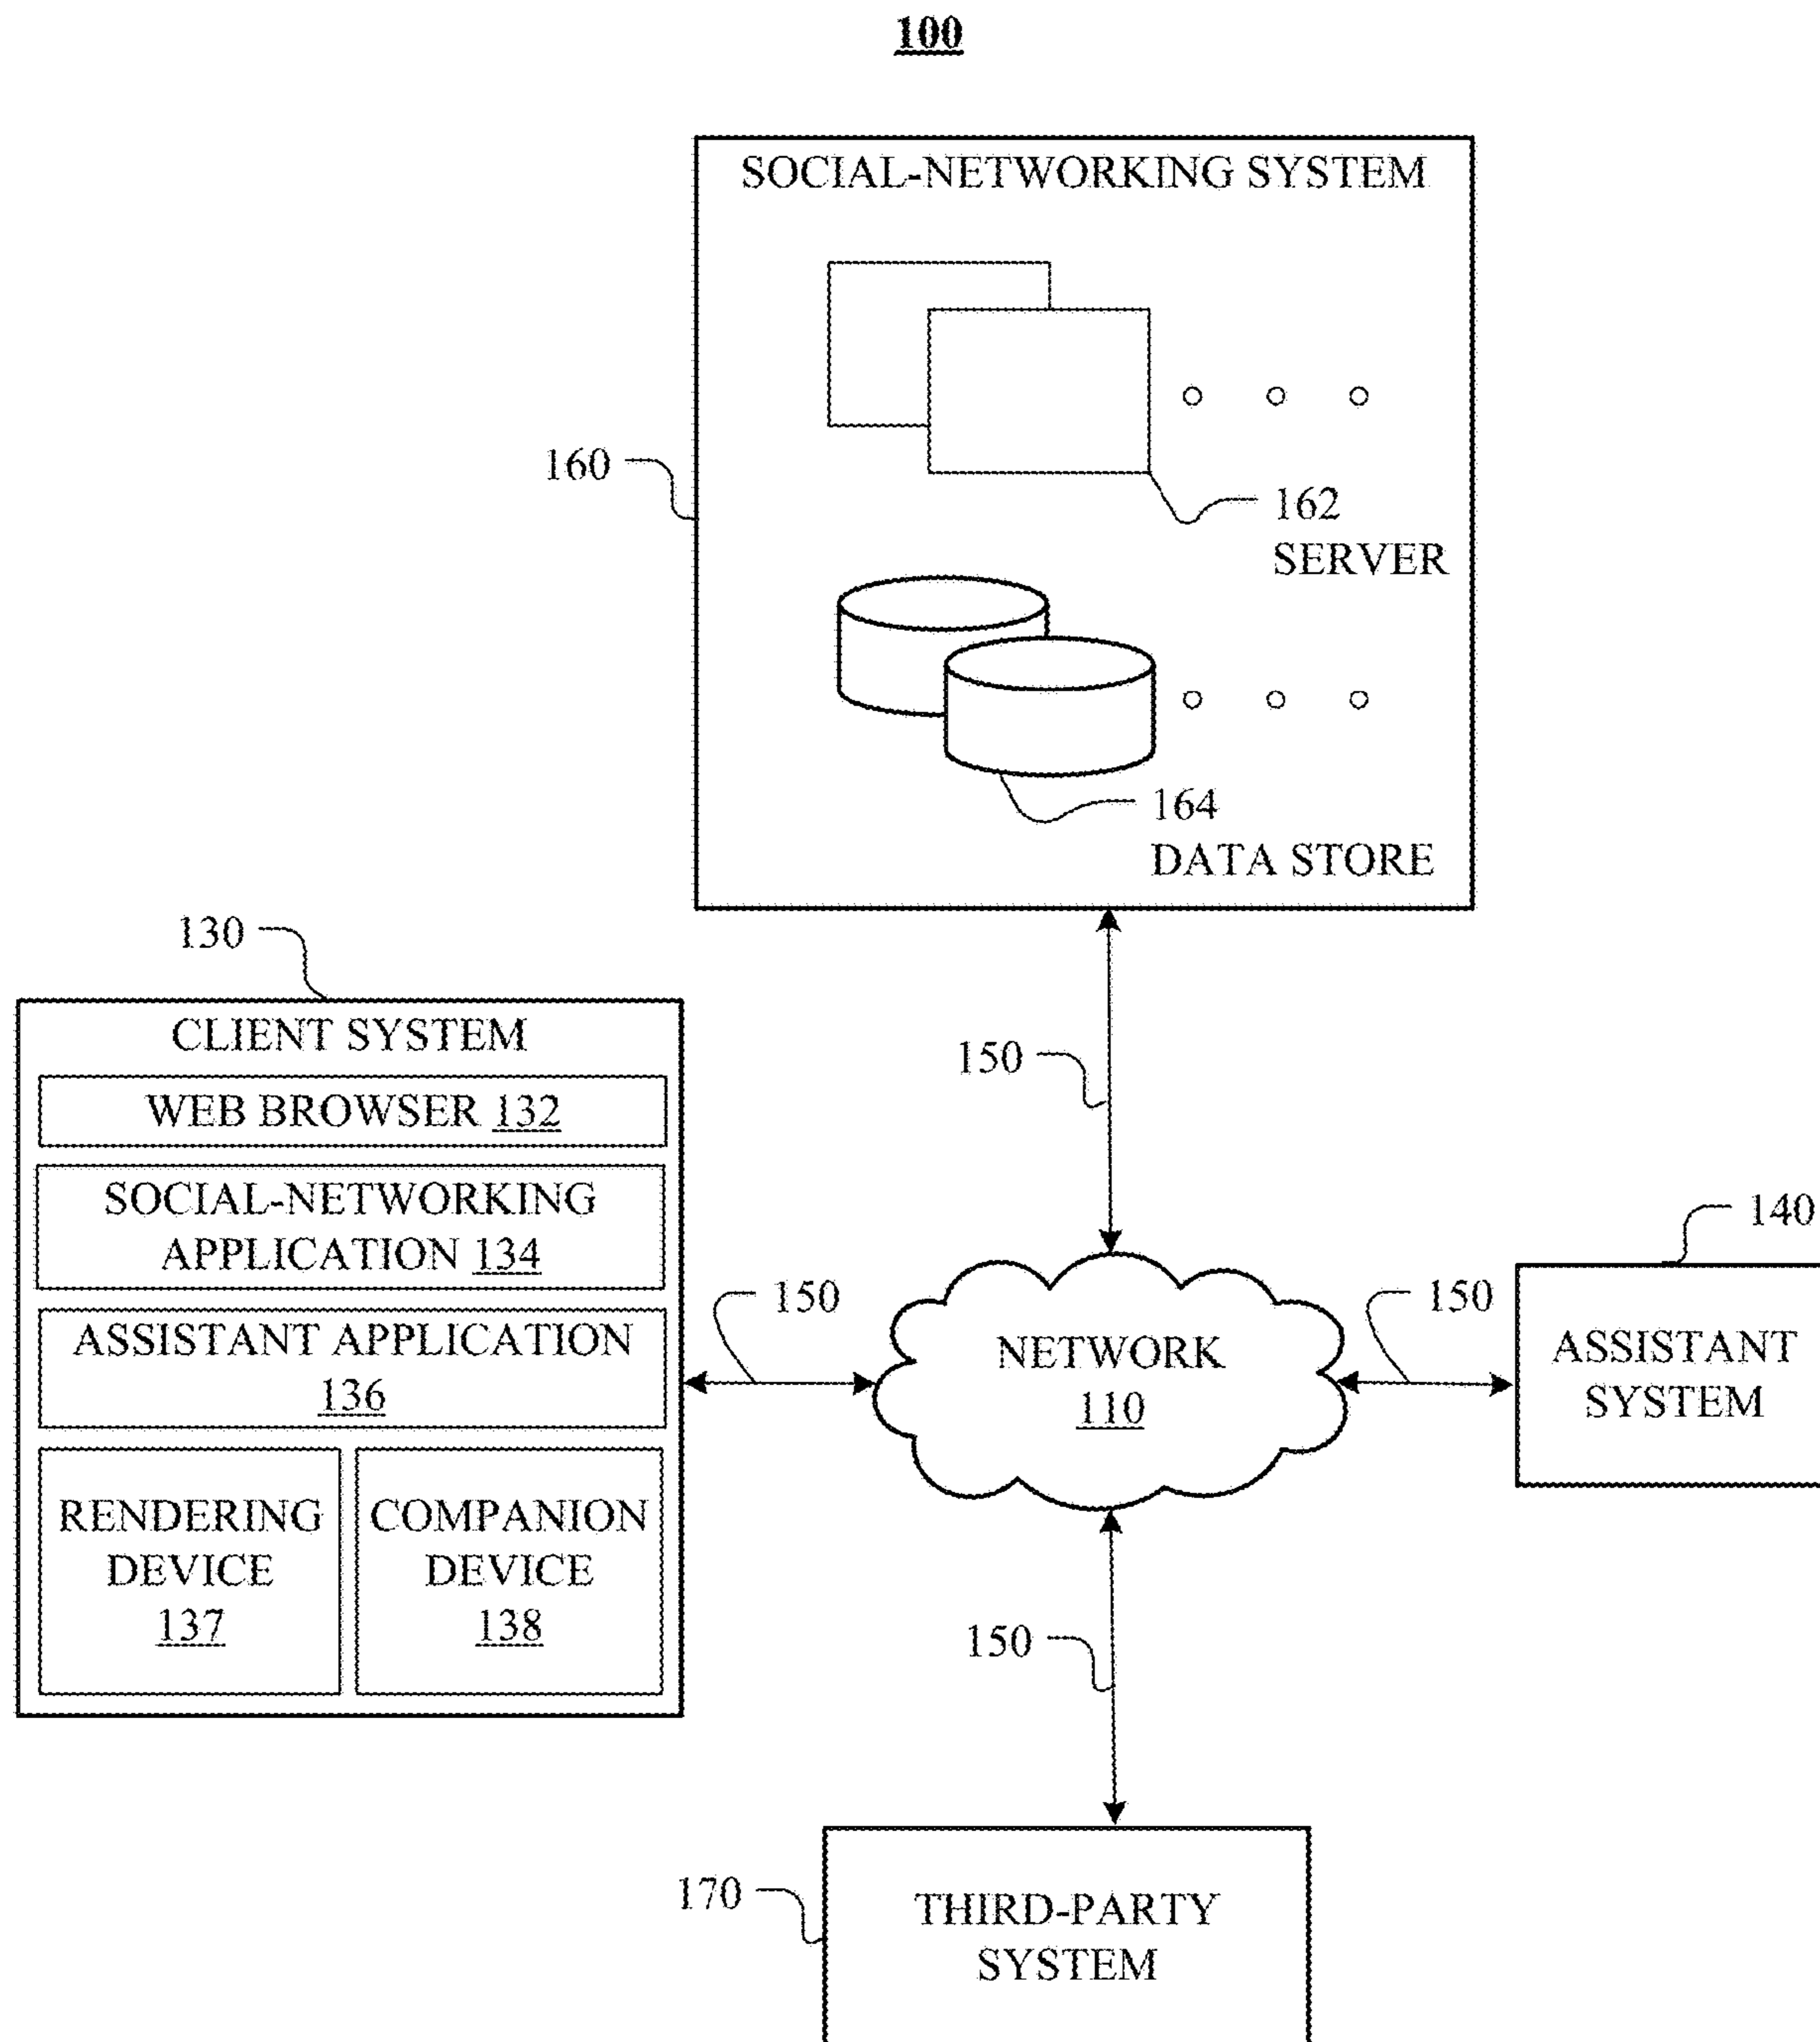 100
SOCIAL-NETWORKING SYSTEM
160
162
SERVER
164
DATA STORE
130
CLIENT SYSTEM
WEB BROWSER 132
SOCIAL-NETWORKING
APPLICATION 134
ASSISTANT APPLICATION
136
RENDERING
DEVICE
137
COMPANION
DEVICE
138
150
150
NETWORK
110
150
140
ASSISTANT
SYSTEM
150
170
THIRD-PARTY
SYSTEM